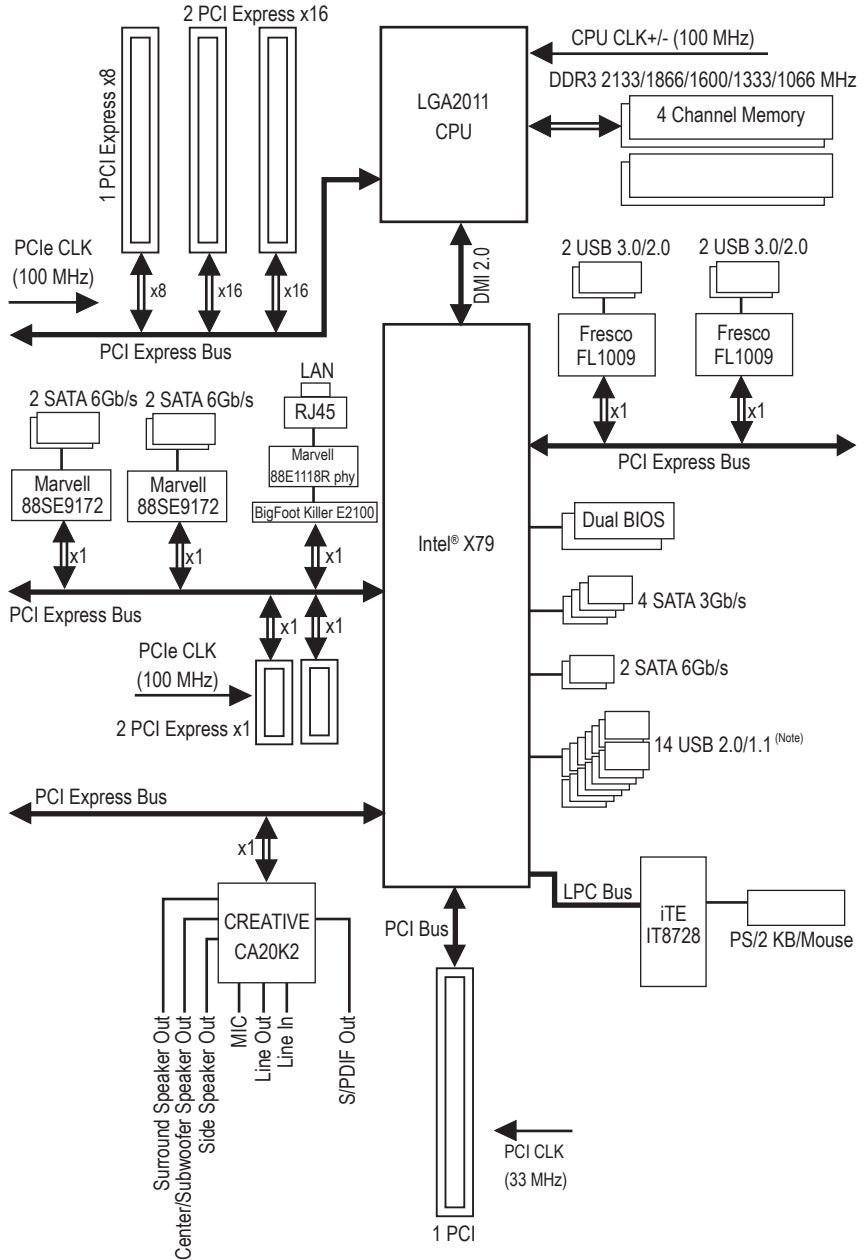 2 PCI Express x16
1 PCI Express x8
CPU CLK+/- (100 MHz)
LGA2011
CPU
DDR3 2133/1866/1600/1333/1066 MHz
4 Channel Memory
PCIe CLK
(100 MHz)
x8
x16
x16
PCI Express Bus
DMI 2.0
2 USB 3.0/2.0
2 USB 3.0/2.0
Fresco
FL1009
Fresco
FL1009
x1
x1
PCI Express Bus
LAN
RJ45
2 SATA 6Gb/s
2 SATA 6Gb/s
Marvell
88E1118R phy
Marvell
88SE9172
Marvell
88SE9172
BigFoot Killer E2100
x1
x1
x1
PCI Express Bus
Intel® X79
Dual BIOS
4 SATA 3Gb/s
2 SATA 6Gb/s
14 USB 2.0/1.1 (Note)
x1
x1
PCIe CLK
(100 MHz)
2 PCI Express x1
PCI Express Bus
x1
CREATIVE
CA20K2
Surround Speaker Out
Center/Subwoofer Speaker Out
Side Speaker Out
MIC
Line Out
Line In
S/PDIF Out
LPC Bus
iTE
IT8728
PS/2 KB/Mouse
PCI Bus
PCI CLK
(33 MHz)
1 PCI